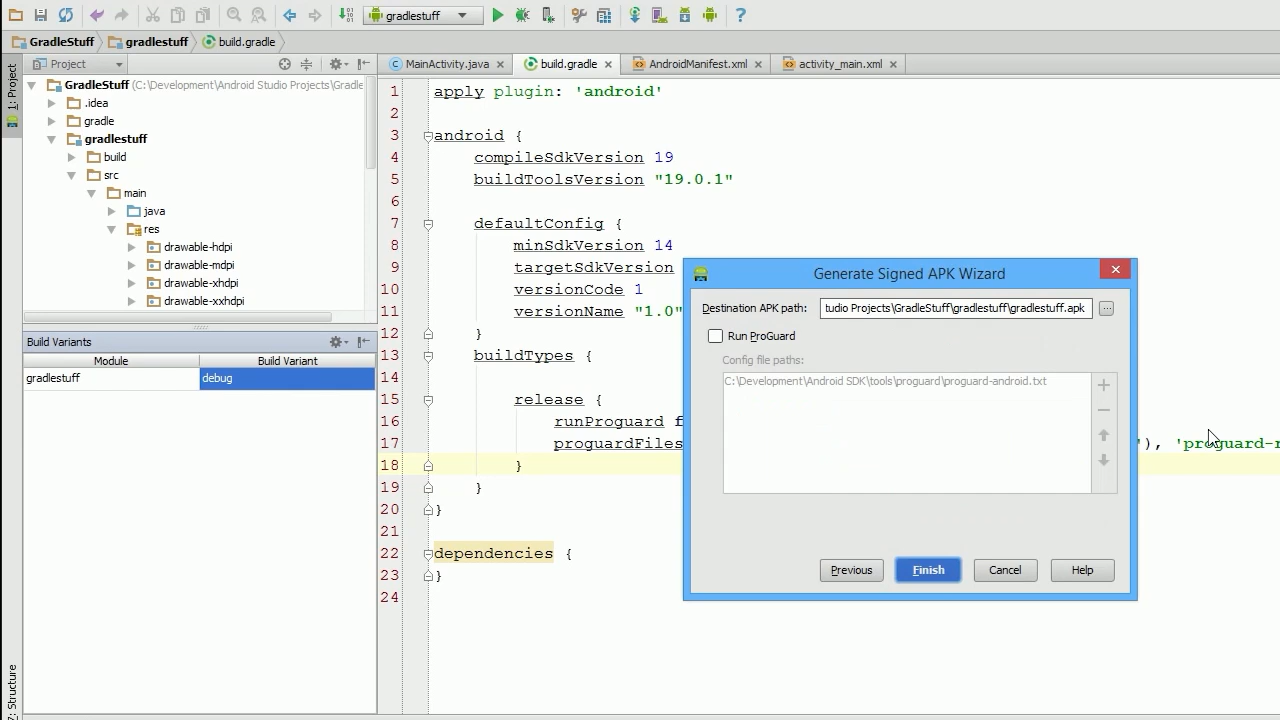 gradlestuff
GradleStuff
gradlestuff
build.gradle
1: Project
Project
MainActivity.java
build.gradle
AndroidManifest.xml
activity_main.xml
GradleStuff (C:\Development\Android Studio Projects\Gradle
.idea
gradle
gradlestuff
build
src
main
java
res
drawable-hdpi
drawable-mdpi
drawable-xhdpi
drawable-xxhdpi
Build Variants
Module Build Variant
gradlestuff debug
Z: Structure
1 apply plugin: 'android'
2
3 android {
4 compileSdkVersion 19
5 buildToolsVersion "19.0.1"
6
7 defaultConfig {
8 minSdkVersion 14
9 targetSdkVersion
10 versionCode 1
11 versionName "1.0"
12 }
13 buildTypes {
14
15 release {
16 runProguard f
17 proguardFiles '), 'proguard-r
18 }
19 }
20 }
21
22 dependencies {
23 }
24
Generate Signed APK Wizard
Destination APK path: tudio Projects\GradleStuff\gradlestuff\gradlestuff.apk ...
Run ProGuard
Config file paths:
C:\Development\Android SDK\tools\proguard\proguard-android.txt
Previous Finish Cancel Help